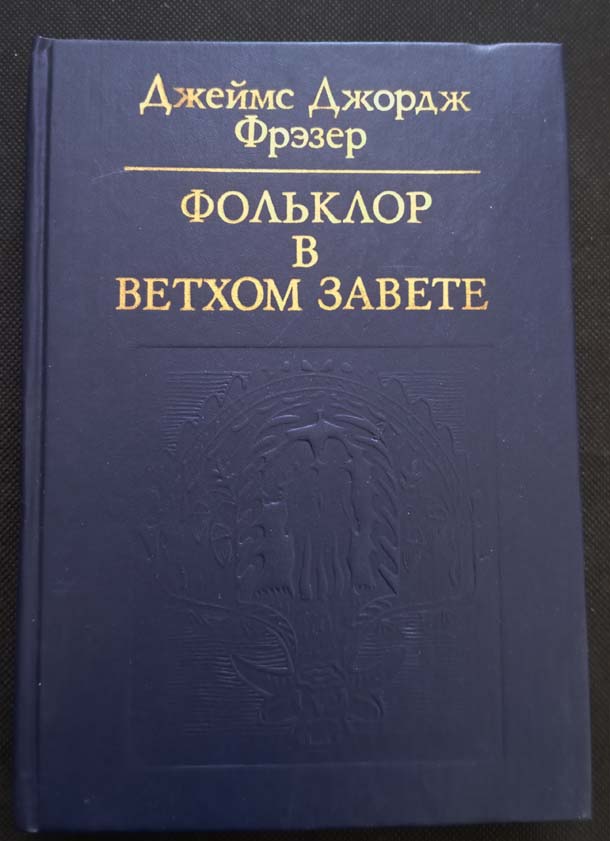 Джеймс Джордж
Фрэзер
ФОЛЬКЛОР
В
ВЕТХОМ ЗАВЕТЕ